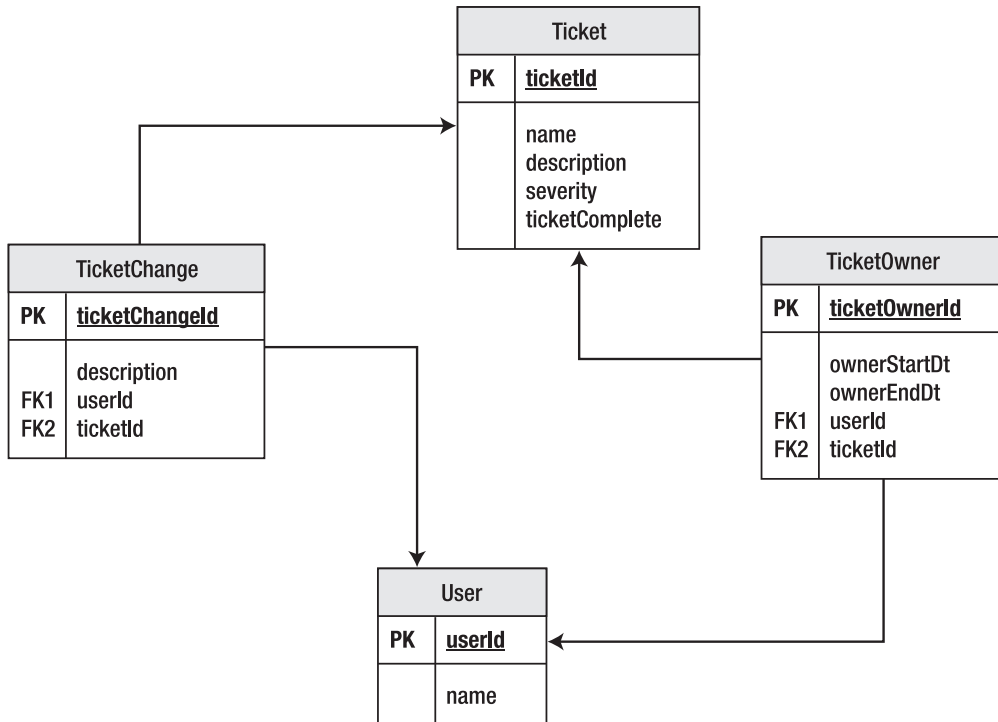 Ticket
PK ticketId
name
description
severity
ticketComplete
TicketChange
PK ticketChangeId
description
FK1 userId
FK2 ticketId
TicketOwner
PK ticketOwnerId
ownerStartDt
ownerEndDt
FK1 userId
FK2 ticketId
User
PK userId
name